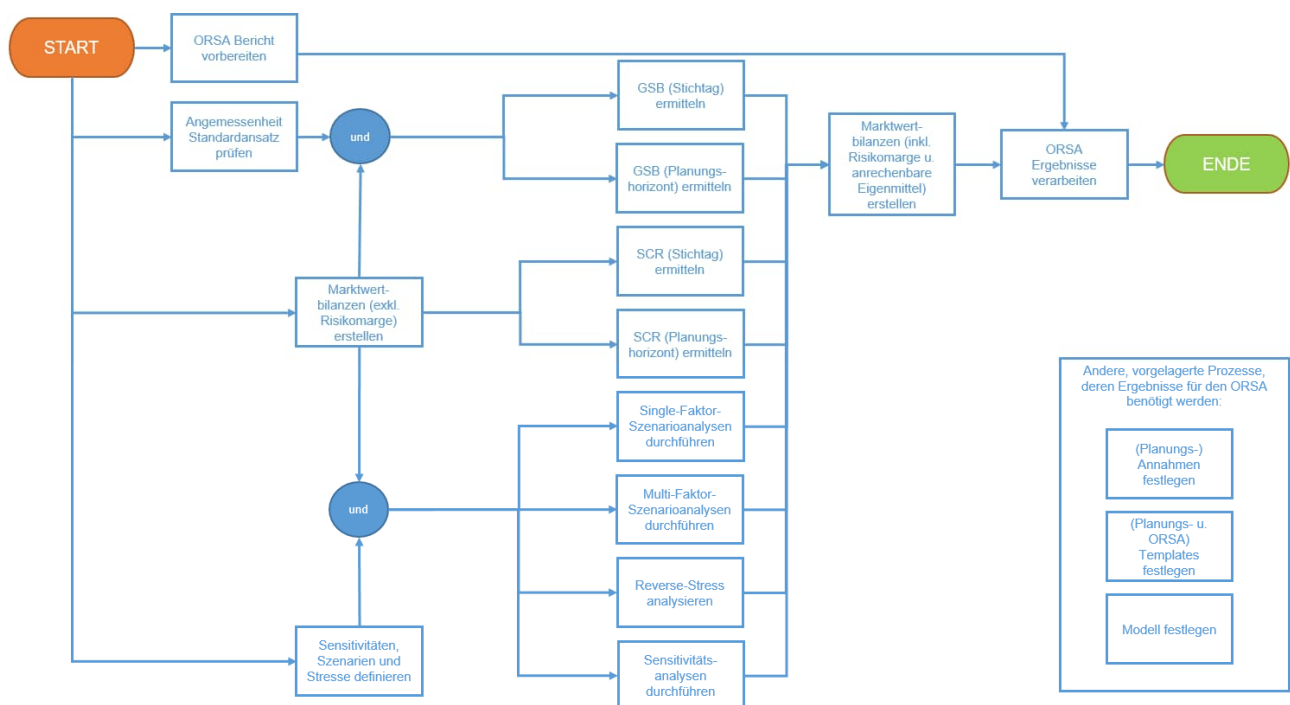 START
ORSA Bericht
vorbereiten
Angemessenheit
Standardansatz
prüfen
und
GSB (Stichtag)
ermitteln
GSB (Planungs-
horizont) ermitteln
Marktwert-
bilanzen (inkl.
Risikomarge u.
anrechenbare
Eigenmittel)
erstellen
ORSA
Ergebnisse
verarbeiten
ENDE
Marktwert-
bilanzen (exkl.
Risikomarge)
erstellen
SCR (Stichtag)
ermitteln
SCR (Planungs-
horizont) ermitteln
und
Single-Faktor-
Szenarioanalysen
durchführen
Multi-Faktor-
Szenarioanalysen
durchführen
Reverse-Stress
analysieren
Sensitivitäten,
Szenarien und
Stresse definieren
Sensitivitäts-
analysen
durchführen
Andere, vorgelagerte Prozesse,
deren Ergebnisse für den ORSA
benötigt werden:
(Planungs-)
Annahmen
festlegen
(Planungs- u.
ORSA)
Templates
festlegen
Modell festlegen